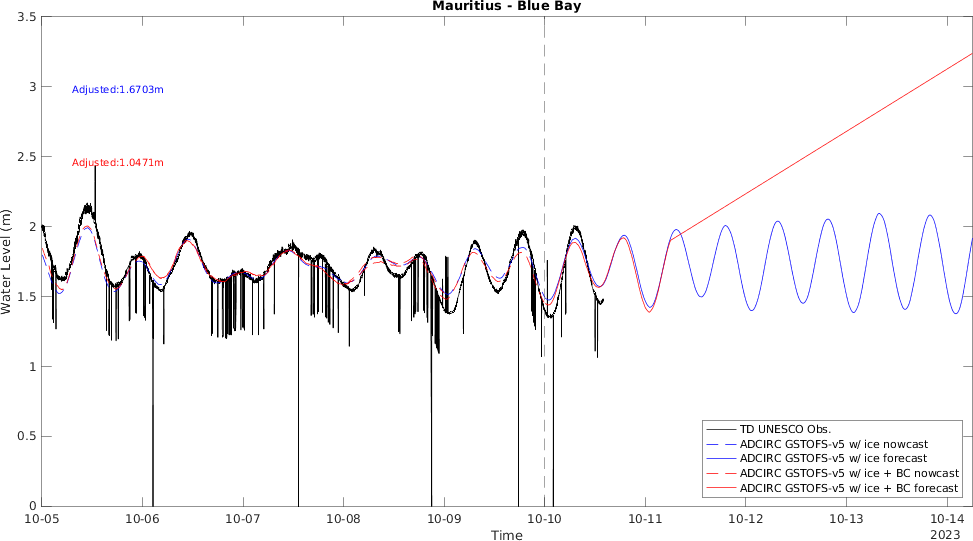 Mauritius - Blue Bay
3.5
3
2.5
2
1.5
1
0.5
0
Water Level (m)
Adjusted:1.6703m
Adjusted:1.0471m
TD UNESCO Obs.
ADCIRC GSTOFS-v5 w/ ice nowcast
ADCIRC GSTOFS-v5 w/ ice forecast
ADCIRC GSTOFS-v5 w/ ice + BC nowcast
ADCIRC GSTOFS-v5 w/ ice + BC forecast
10-05 10-06 10-07 10-08 10-09 10-10 10-11 10-12 10-13 10-14
2023
Time